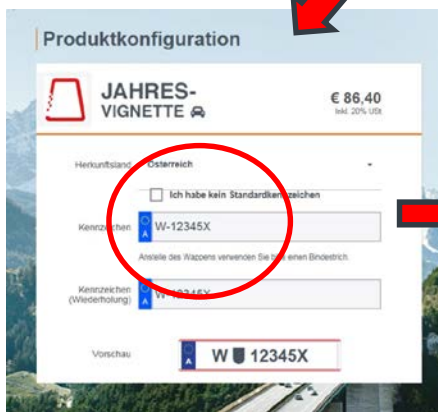 Produktkonfiguration
JAHRES-
VIGNETTE
€ 86,40
Inkl. 20% USt
Herkunftsland Österreich
Ich habe kein Standardkennzeichen
Kennzeichen A W-12345X
Anstelle des Wappens verwenden Sie bitte einen Bindestrich.
Kennzeichen
(Wiederholung) A W-12345X
Vorschau A W 12345X